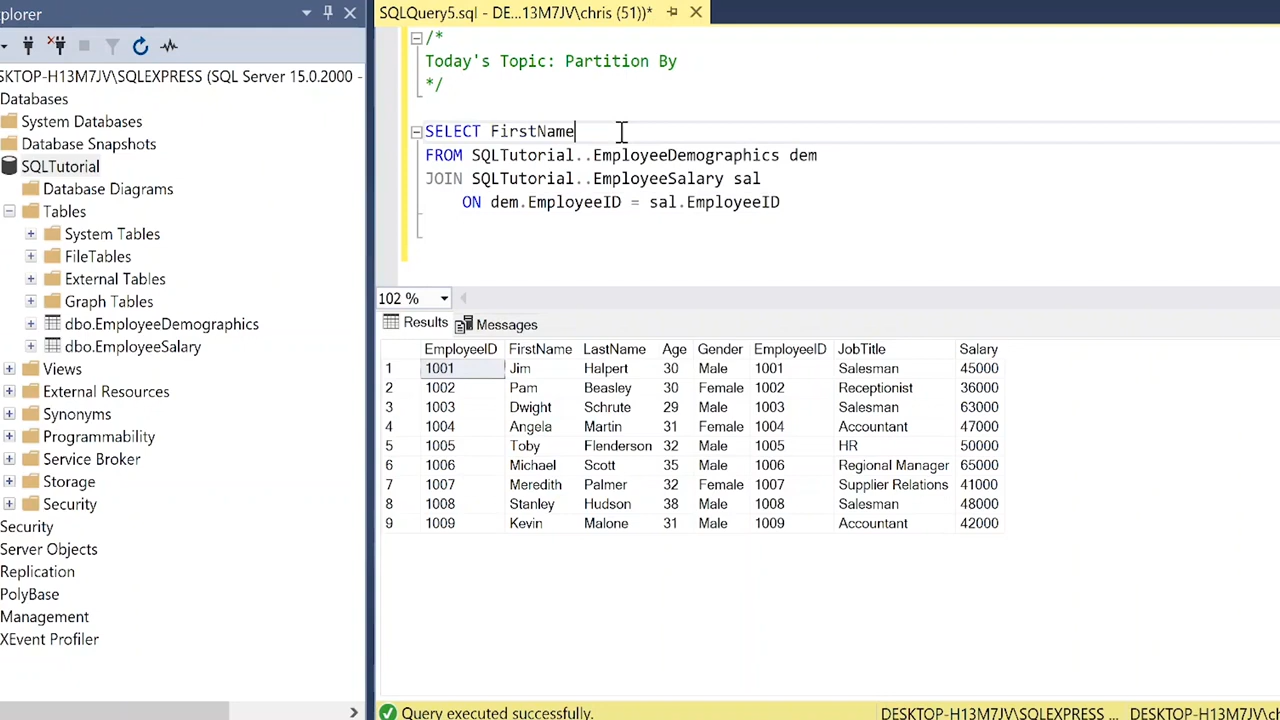 plorer
SQLQuery5.sql - DE...13M7JV\chris (51))*
SKTOP-H13M7JV\SQLEXPRESS (SQL Server 15.0.2000 -
Databases
System Databases
Database Snapshots
SQLTutorial
Database Diagrams
Tables
System Tables
FileTables
External Tables
Graph Tables
dbo.EmployeeDemographics
dbo.EmployeeSalary
Views
External Resources
Synonyms
Programmability
Service Broker
Storage
Security
Security
Server Objects
Replication
PolyBase
Management
XEvent Profiler
/*
Today's Topic: Partition By
*/
SELECT FirstName
FROM SQLTutorial..EmployeeDemographics dem
JOIN SQLTutorial..EmployeeSalary sal
ON dem.EmployeeID = sal.EmployeeID
102 %
Results Messages
EmployeeID FirstName LastName Age Gender EmployeeID JobTitle Salary
1 1001 Jim Halpert 30 Male 1001 Salesman 45000
2 1002 Pam Beasley 30 Female 1002 Receptionist 36000
3 1003 Dwight Schrute 29 Male 1003 Salesman 63000
4 1004 Angela Martin 31 Female 1004 Accountant 47000
5 1005 Toby Flenderson 32 Male 1005 HR 50000
6 1006 Michael Scott 35 Male 1006 Regional Manager 65000
7 1007 Meredith Palmer 32 Female 1007 Supplier Relations 41000
8 1008 Stanley Hudson 38 Male 1008 Salesman 48000
9 1009 Kevin Malone 31 Male 1009 Accountant 42000
Query executed successfully. DESKTOP-H13M7JV\SQLEXPRESS ... DESKTOP-H13M7JV\chri